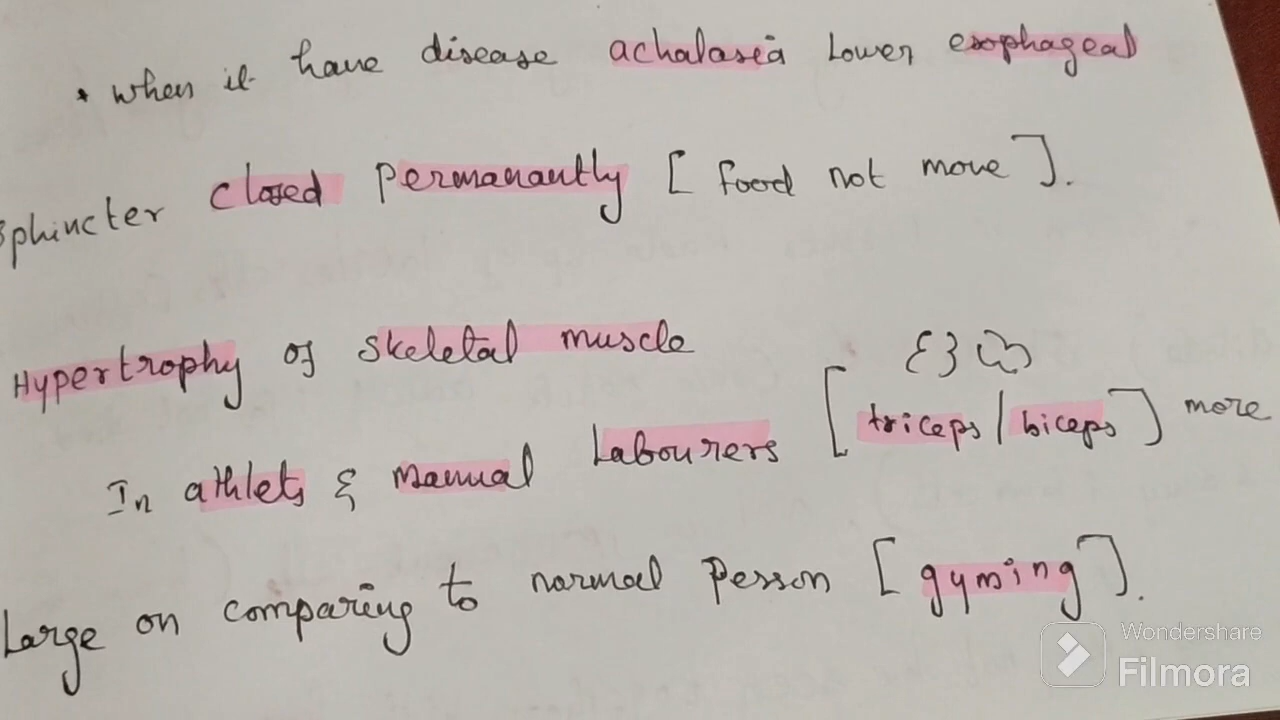 * when it have disease achalasia Lower esophageal
sphincter closed permanantly [ food not move ].
Hypertrophy of skeletal muscle
In athlets & manual Labourers [ triceps / biceps ] more
Large on comparing to normal person [ gyming ].
Wondershare
Filmora